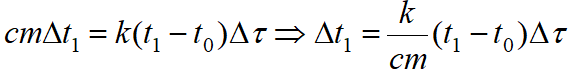 cmΔt₁ = k(t₁ − t₀)Δτ ⇒ Δt₁ = k/cm (t₁ − t₀)Δτ